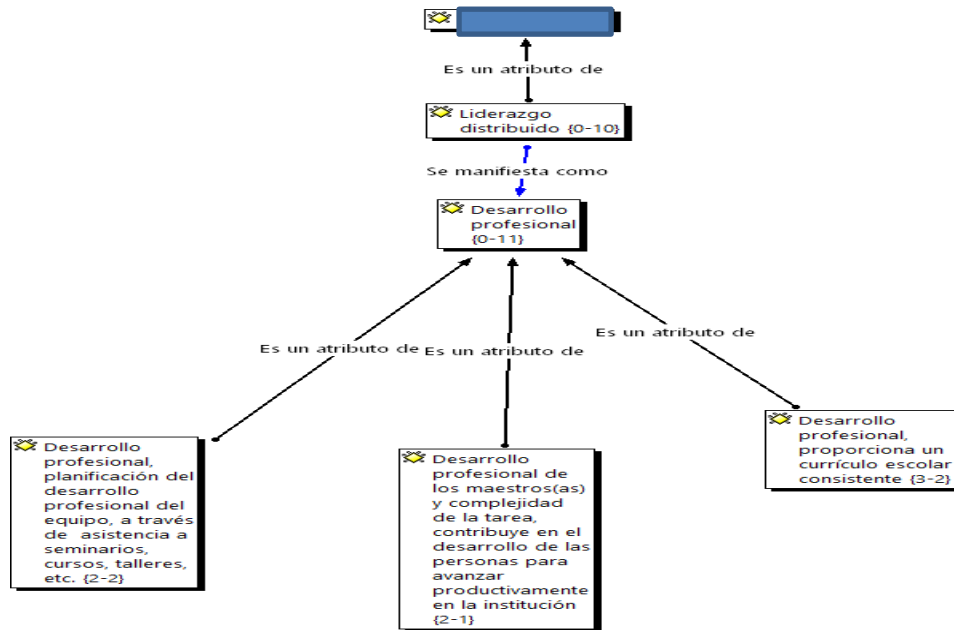 Es un atributo de
Liderazgo
distribuido {0-10}
Se manifiesta como
Desarrollo
profesional
{0-11}
Es un atributo de
Es un atributo de
Es un atributo de
Desarrollo
profesional,
planificación del
desarrollo
profesional del
equipo, a través
de asistencia a
seminarios,
cursos, talleres,
etc. {2-2}
Desarrollo
profesional de
los maestros(as)
y complejidad
de la tarea,
contribuye en el
desarrollo de las
personas para
avanzar
productivamente
en la institución
{2-1}
Desarrollo
profesional,
proporciona un
currículo escolar
consistente {3-2}